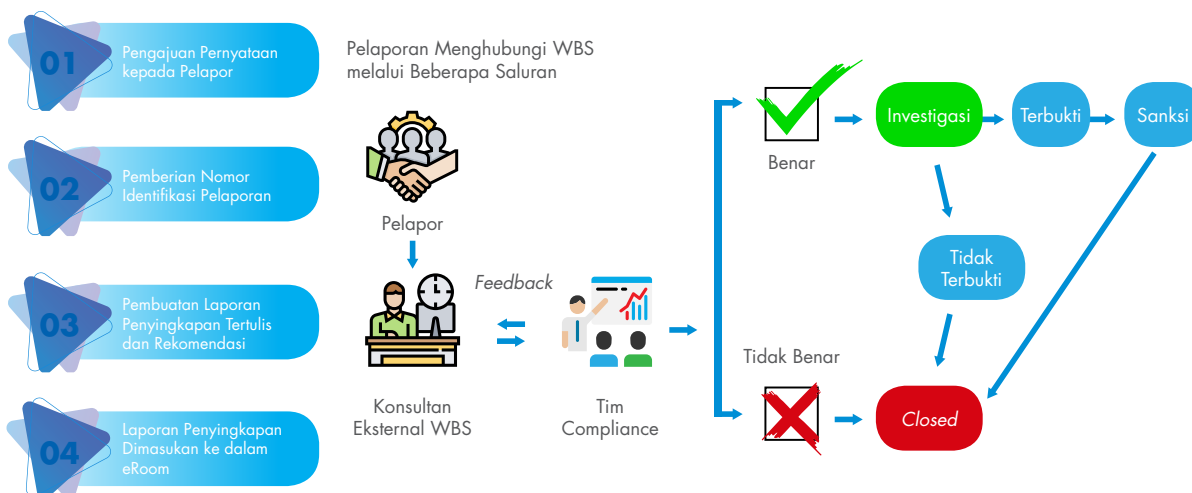 01
Pengajuan Pernyataan
kepada Pelapor
02
Pemberian Nomor
Identifikasi Pelaporan
03
Pembuatan Laporan
Penyingkapan Tertulis
dan Rekomendasi
04
Laporan Penyingkapan
Dimasukan ke dalam
eRoom
Pelaporan Menghubungi WBS
melalui Beberapa Saluran
Pelapor
Feedback
Konsultan
Eksternal WBS
Tim
Compliance
Benar
Investigasi
Terbukti
Sanksi
Tidak
Terbukti
Tidak Benar
Closed